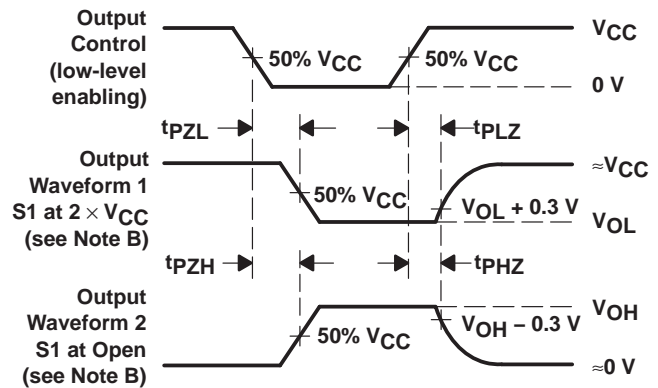 Output
Control
(low-level
enabling)
50% VCC
50% VCC
VCC
0 V
tPZL
tPLZ
Output
Waveform 1
S1 at 2 × VCC
(see Note B)
50% VCC
VOL + 0.3 V
≈VCC
VOL
tPZH
tPHZ
Output
Waveform 2
S1 at Open
(see Note B)
50% VCC
VOH − 0.3 V
VOH
≈0 V